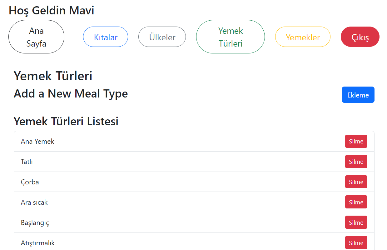 Hoş Geldin Mavi
Ana Sayfa
Kıtalar
Ülkeler
Yemek Türleri
Yemekler
Çıkış
Yemek Türleri
Add a New Meal Type
Ekleme
Yemek Türleri Listesi
Ana Yemek
Silme
Tatlı
Silme
Çorba
Silme
Ara sıcak
Silme
Başlangıç
Silme
Atıştırmalık
Silme